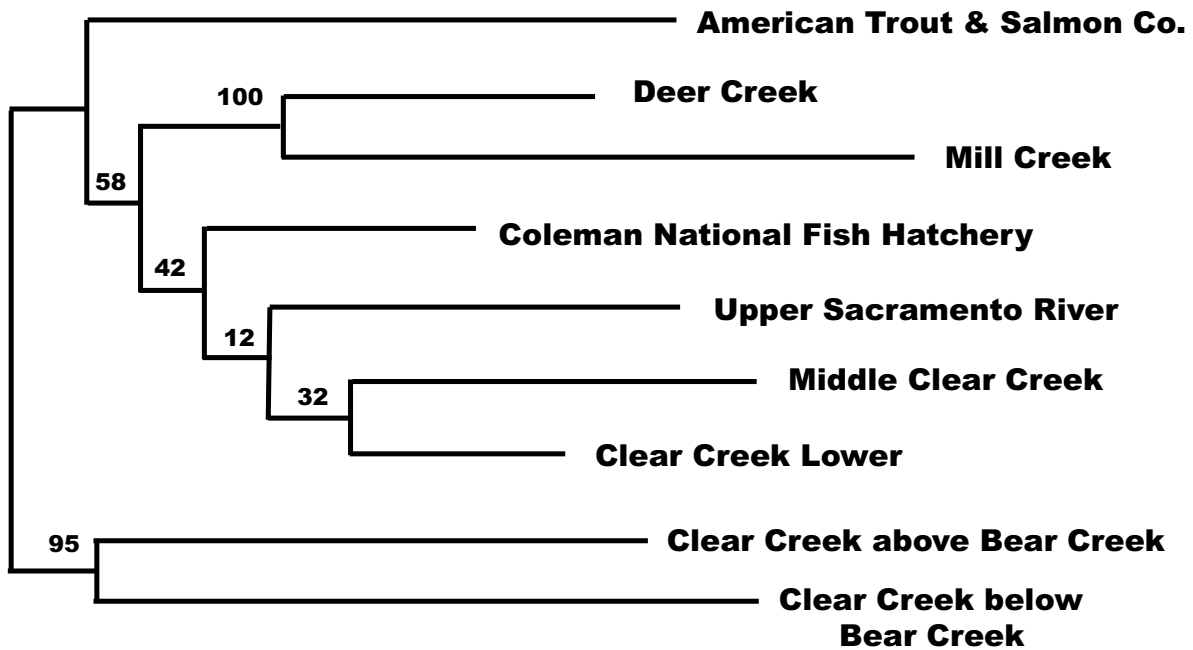 American Trout & Salmon Co.
100
Deer Creek
Mill Creek
58
Coleman National Fish Hatchery
42
Upper Sacramento River
12
Middle Clear Creek
32
Clear Creek Lower
95
Clear Creek above Bear Creek
Clear Creek below
Bear Creek